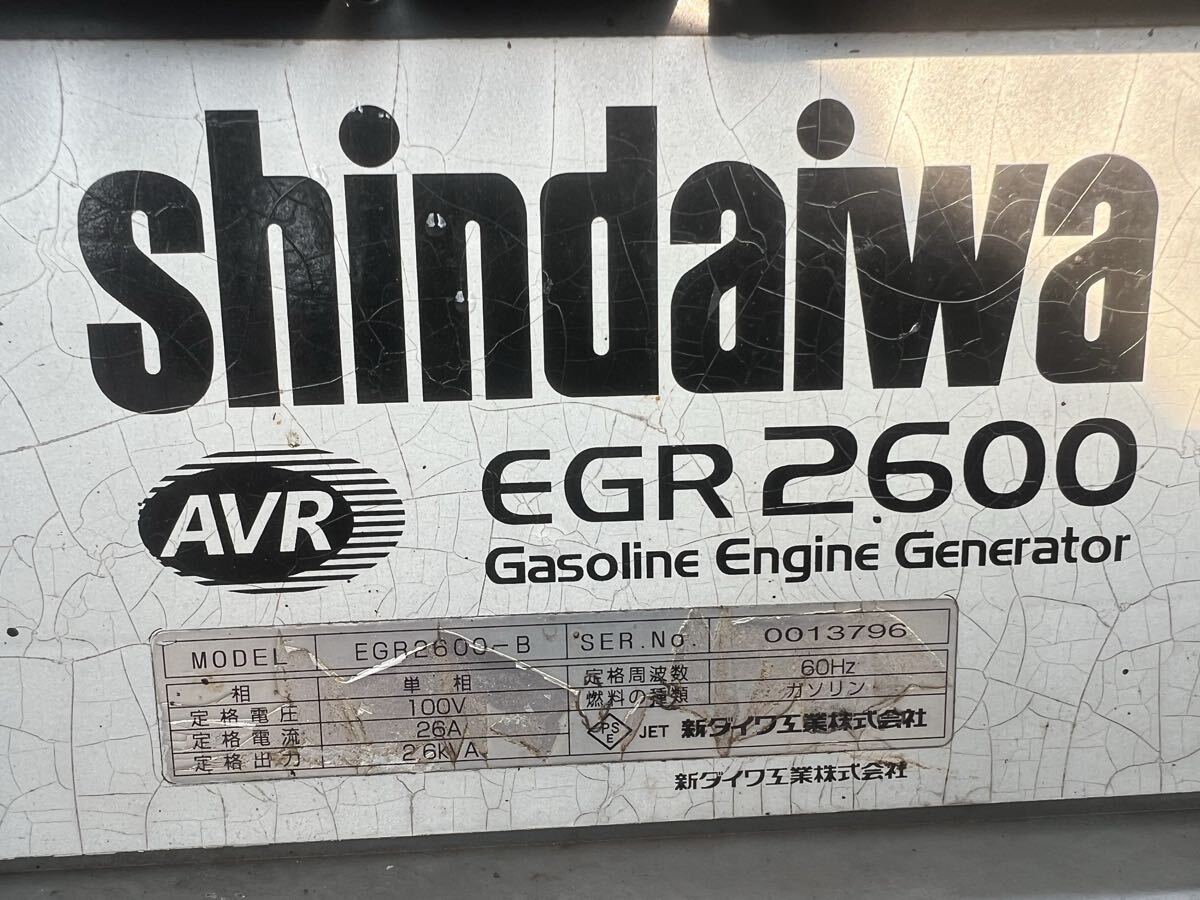 shindaiwa
AVR
EGR 2600
Gasoline Engine Generator
MODEL EGR2600-B SER.No. 0013796
相 単相 定格周波数 60Hz
定格電圧 100V 燃料の種類 ガソリン
定格電流 26A
定格出力 2.6kVA
PSE JET 新ダイワ工業株式会社
新ダイワ工業株式会社